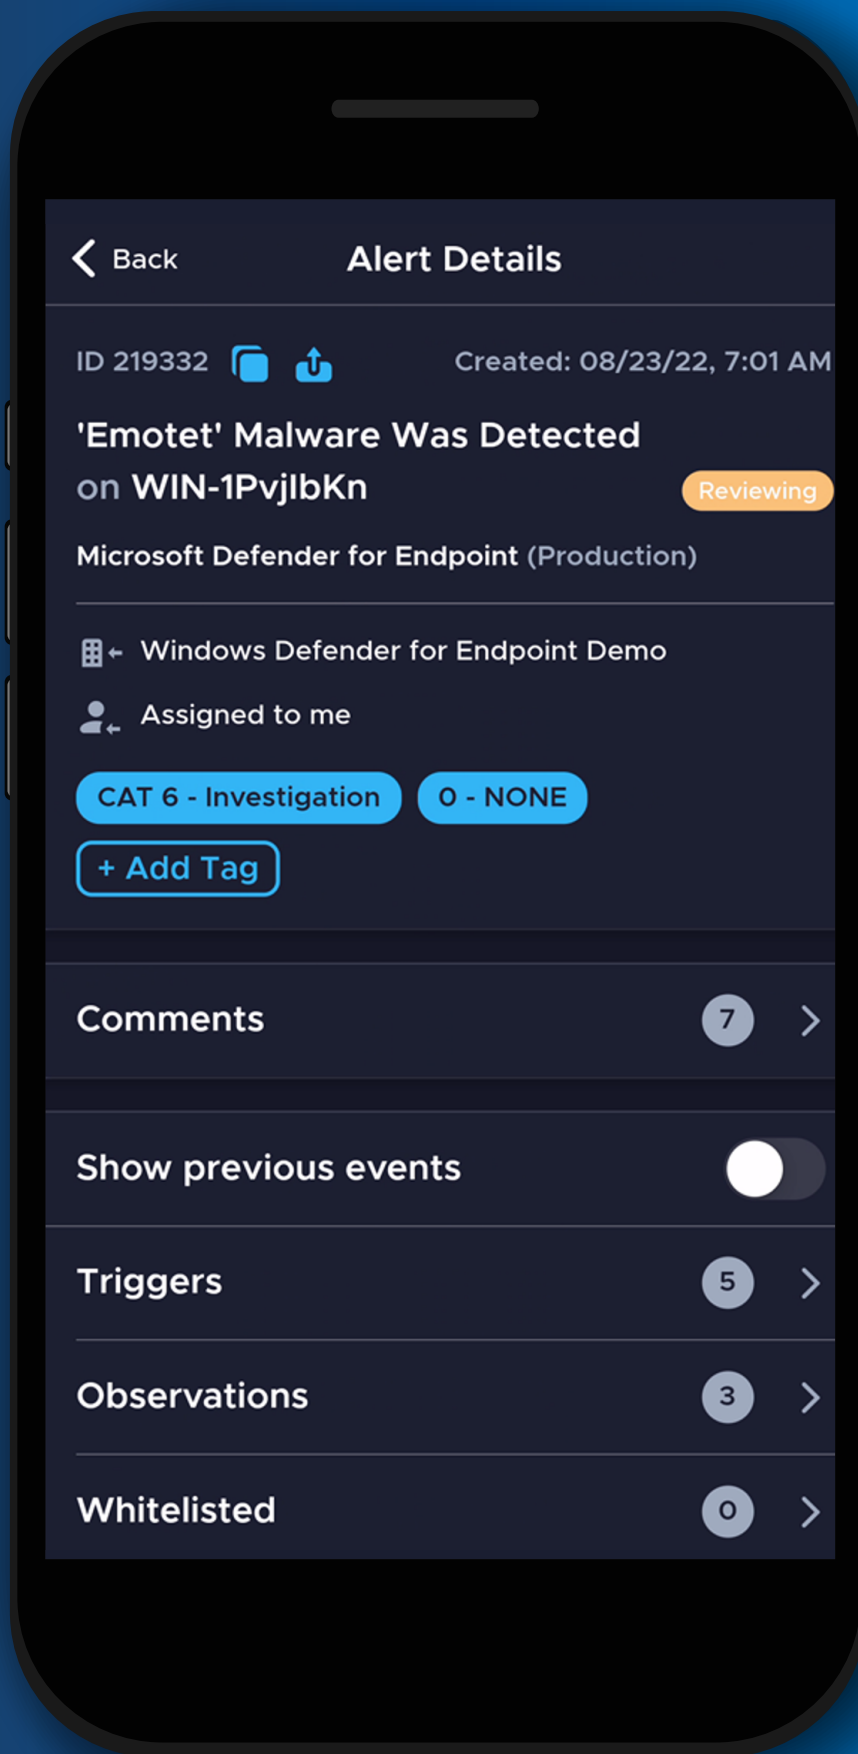 Back
Alert Details
ID 219332
Created: 08/23/22, 7:01 AM
'Emotet' Malware Was Detected
on WIN-1PvjlbKn
Reviewing
Microsoft Defender for Endpoint (Production)
Windows Defender for Endpoint Demo
Assigned to me
CAT 6 - Investigation
0 - NONE
+ Add Tag
Comments
7
Show previous events
Triggers
5
Observations
3
Whitelisted
0